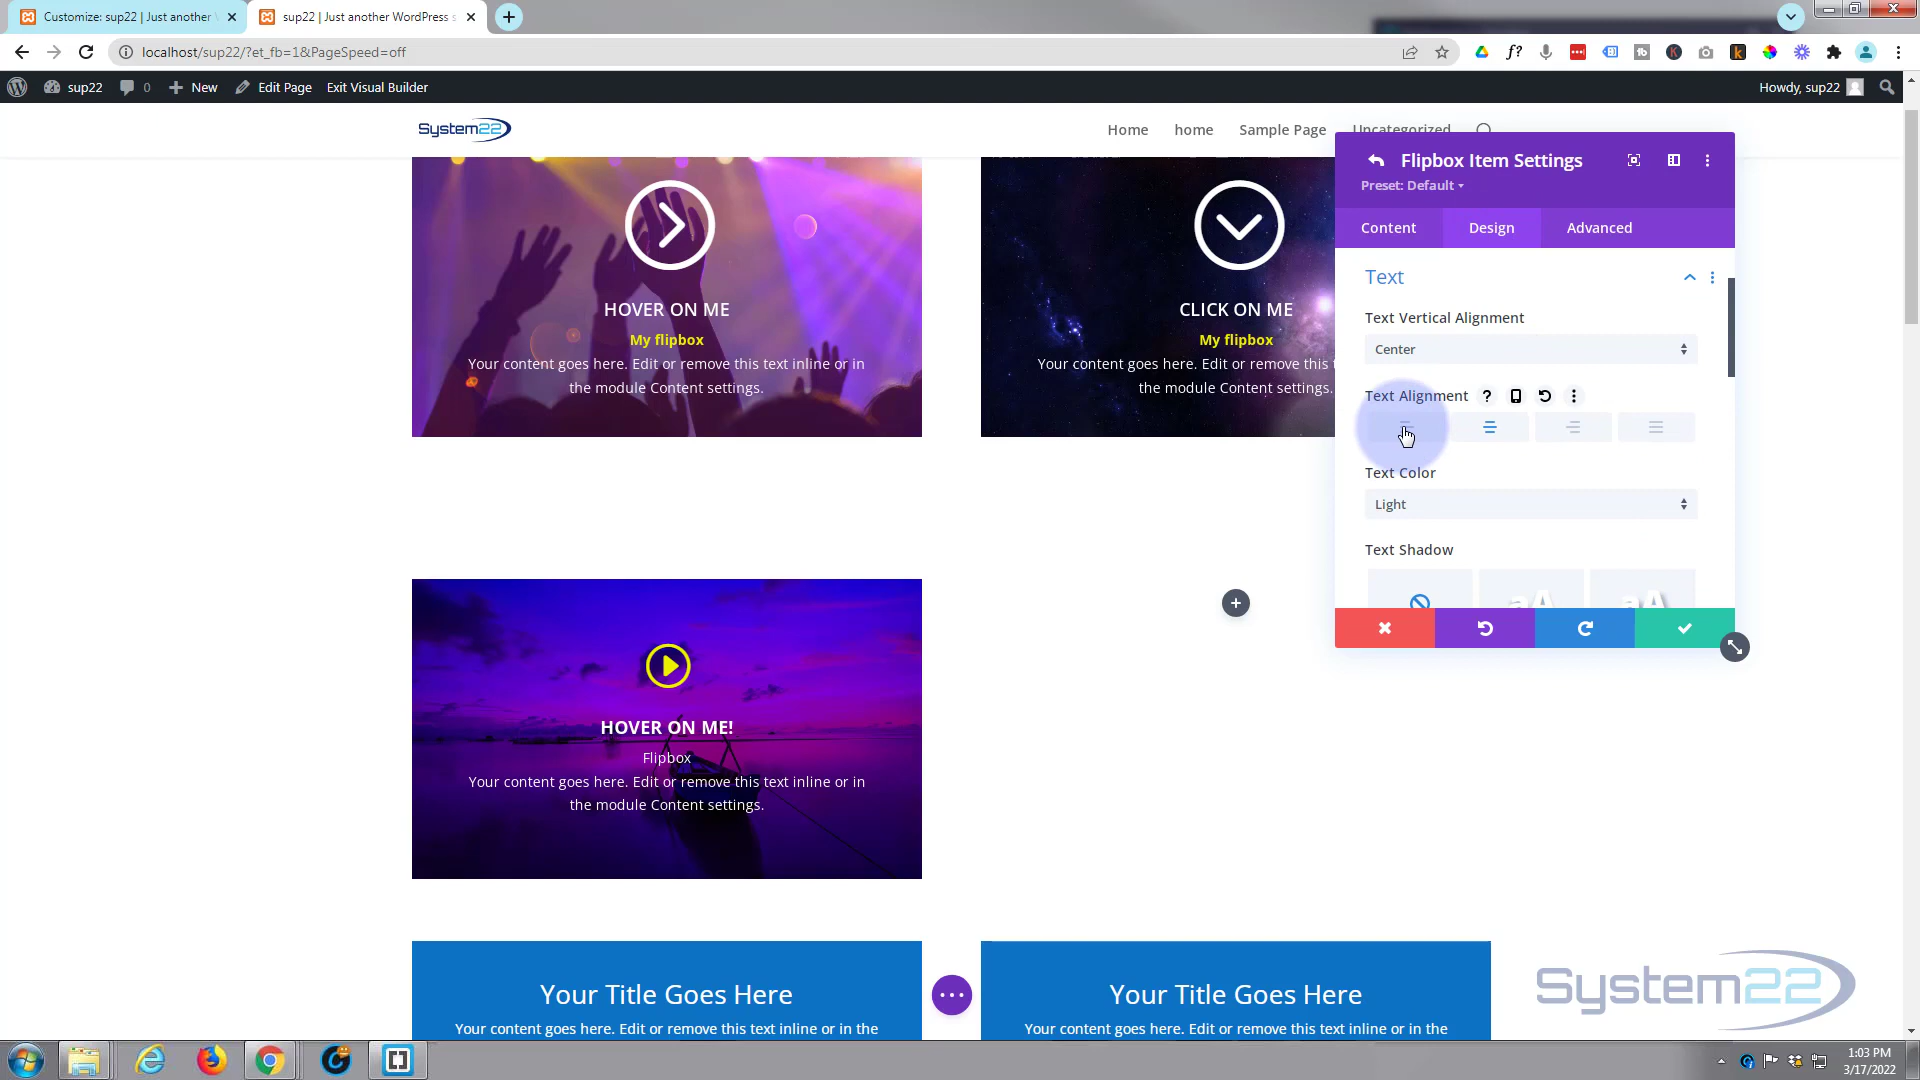 Customize: sup22 | Just another
sup22 | Just another WordPress s
localhost/sup22/?et_fb=1&PageSpeed=off
sup22
0
New
Edit Page
Exit Visual Builder
Howdy, sup22
System22
Home
home
Sample Page
Uncategorized
HOVER ON ME
My flipbox
Your content goes here. Edit or remove this text inline or in
the module Content settings.
CLICK ON ME
My flipbox
Your content goes here. Edit or remove this
the module Content settings.
Flipbox Item Settings
Preset: Default
Content
Design
Advanced
Text
Text Vertical Alignment
Center
Text Alignment
Text Color
Light
Text Shadow
aA
aA
HOVER ON ME!
Flipbox
Your content goes here. Edit or remove this text inline or in
the module Content settings.
Your Title Goes Here
Your content goes here. Edit or remove this text inline or in the
Your Title Goes Here
Your content goes here. Edit or remove this text inline or in the
System22
1:03 PM
3/17/2022